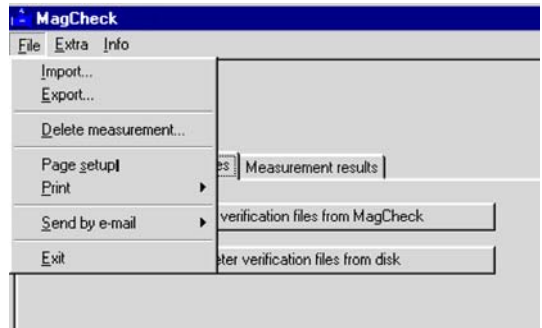 MagCheck
File Extra Info
Import...
Export...
Delete measurement...
Page setup
Print
Send by e-mail
Exit
Measurement results
verification files from MagCheck
verification files from disk